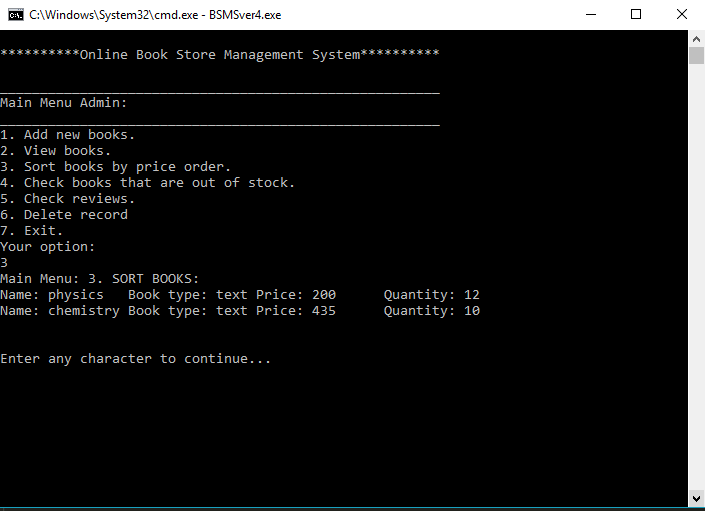 C:\Windows\System32\cmd.exe - BSMSver4.exe
**********Online Book Store Management System**********
_______________________________________________________
Main Menu Admin:
_______________________________________________________
1. Add new books.
2. View books.
3. Sort books by price order.
4. Check books that are out of stock.
5. Check reviews.
6. Delete record
7. Exit.
Your option:
3
Main Menu: 3. SORT BOOKS:
Name: physics   Book type: text Price: 200      Quantity: 12
Name: chemistry Book type: text Price: 435      Quantity: 10
Enter any character to continue...